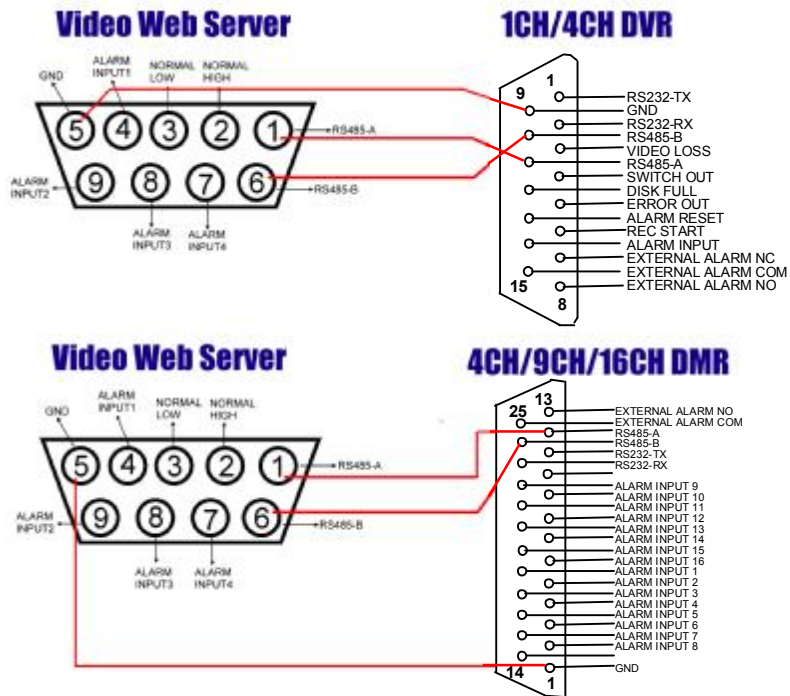 Video Web Server
1CH/4CH DVR
GND
ALARM
INPUT1
NORMAL
LOW
NORMAL
HIGH
5
4
3
2
1
RS485-A
9
8
7
6
RS485-B
ALARM
INPUT2
ALARM
INPUT3
ALARM
INPUT4
1
9
RS232-TX
GND
RS232-RX
RS485-B
VIDEO LOSS
RS485-A
SWITCH OUT
DISK FULL
ERROR OUT
ALARM RESET
REC START
ALARM INPUT
EXTERNAL ALARM NC
EXTERNAL ALARM COM
EXTERNAL ALARM NO
15
8
Video Web Server
4CH/9CH/16CH DMR
GND
ALARM
INPUT1
NORMAL
LOW
NORMAL
HIGH
5
4
3
2
1
RS485-A
9
8
7
6
RS485-B
ALARM
INPUT2
ALARM
INPUT3
ALARM
INPUT4
13
25
EXTERNAL ALARM NO
EXTERNAL ALARM COM
RS485-A
RS485-B
RS232-TX
RS232-RX
ALARM INPUT 9
ALARM INPUT 10
ALARM INPUT 11
ALARM INPUT 12
ALARM INPUT 13
ALARM INPUT 14
ALARM INPUT 15
ALARM INPUT 16
ALARM INPUT 1
ALARM INPUT 2
ALARM INPUT 3
ALARM INPUT 4
ALARM INPUT 5
ALARM INPUT 6
ALARM INPUT 7
ALARM INPUT 8
GND
14
1